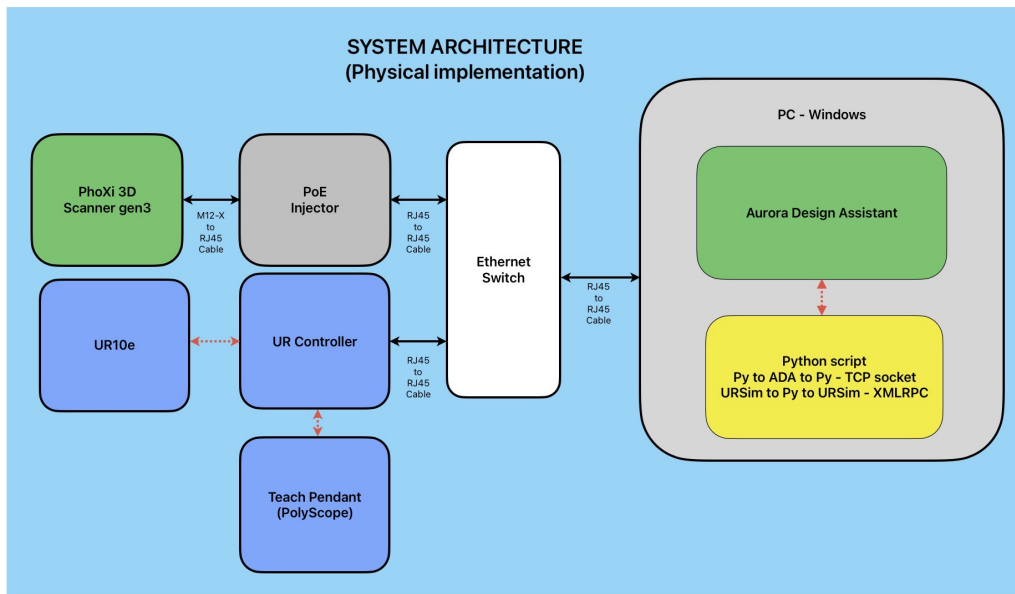 SYSTEM ARCHITECTURE
(Physical implementation)
PC - Windows
PhoXi 3D
Scanner gen3
M12-X
to
RJ45
Cable
PoE
Injector
RJ45
to
RJ45
Cable
Ethernet
Switch
RJ45
to
RJ45
Cable
Aurora Design Assistant
UR10e
UR Controller
RJ45
to
RJ45
Cable
Python script
Py to ADA to Py - TCP socket
URSim to Py to URSim - XMLRPC
Teach Pendant
(PolyScope)